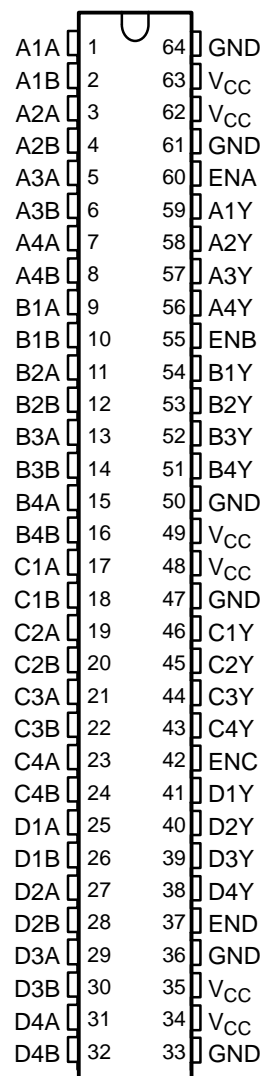 A1A 1 64 GND
A1B 2 63 VCC
A2A 3 62 VCC
A2B 4 61 GND
A3A 5 60 ENA
A3B 6 59 A1Y
A4A 7 58 A2Y
A4B 8 57 A3Y
B1A 9 56 A4Y
B1B 10 55 ENB
B2A 11 54 B1Y
B2B 12 53 B2Y
B3A 13 52 B3Y
B3B 14 51 B4Y
B4A 15 50 GND
B4B 16 49 VCC
C1A 17 48 VCC
C1B 18 47 GND
C2A 19 46 C1Y
C2B 20 45 C2Y
C3A 21 44 C3Y
C3B 22 43 C4Y
C4A 23 42 ENC
C4B 24 41 D1Y
D1A 25 40 D2Y
D1B 26 39 D3Y
D2A 27 38 D4Y
D2B 28 37 END
D3A 29 36 GND
D3B 30 35 VCC
D4A 31 34 VCC
D4B 32 33 GND